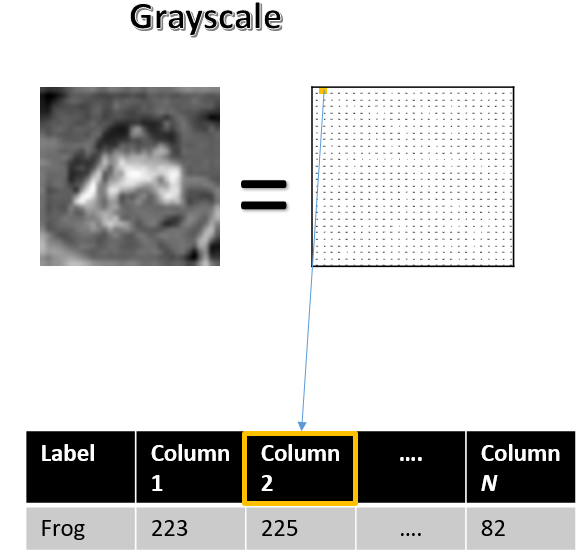 Grayscale
=
Label Column 1 Column 2 .... Column N
Frog 223 225 .... 82